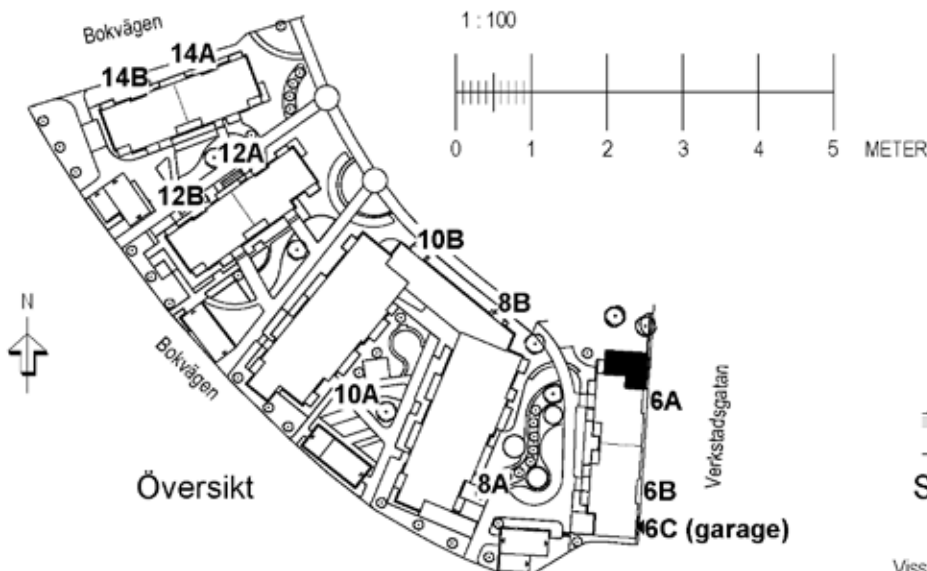 Bokvägen
1 : 100
14A
14B
0 1 2 3 4 5 METER
12A
12B
10B
N
8B
Bokvägen
10A
6A
Verkstadsgatan
Översikt
8A
6B
S
6C (garage)
Viss